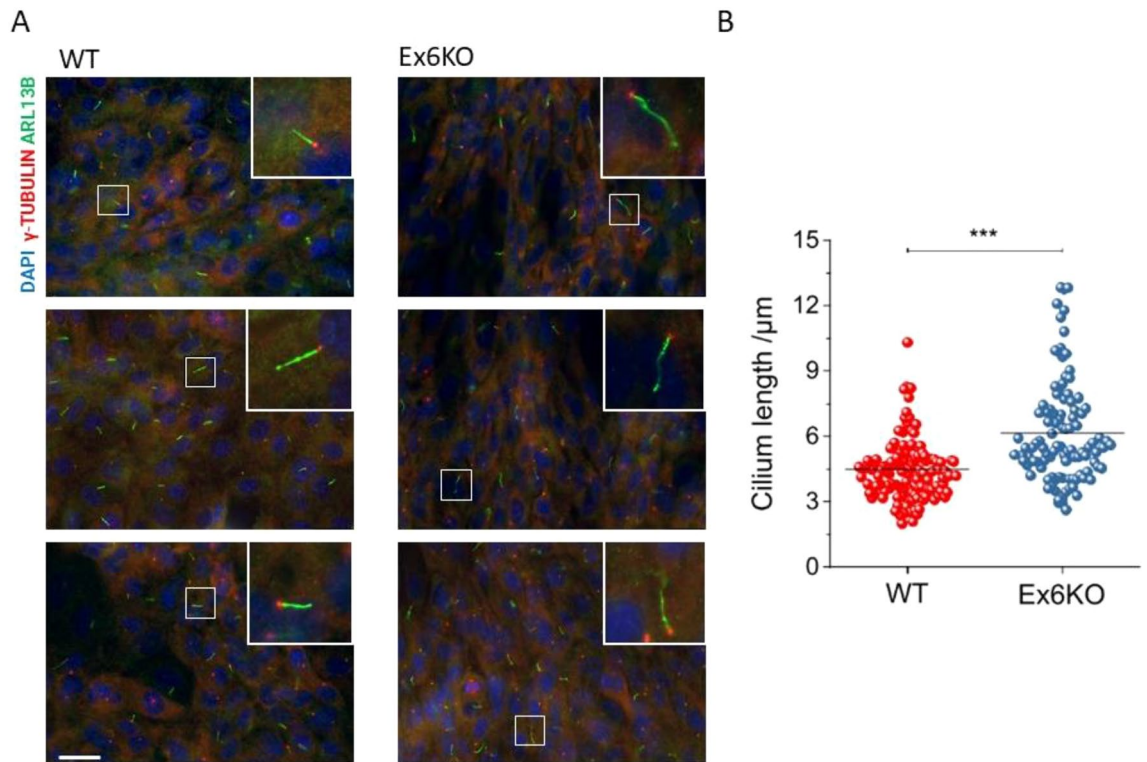 A
B
WT
Ex6KO
DAPI γ-TUBULIN ARL13B
***
15
12
9
6
3
0
Cilium length /µm
WT
Ex6KO